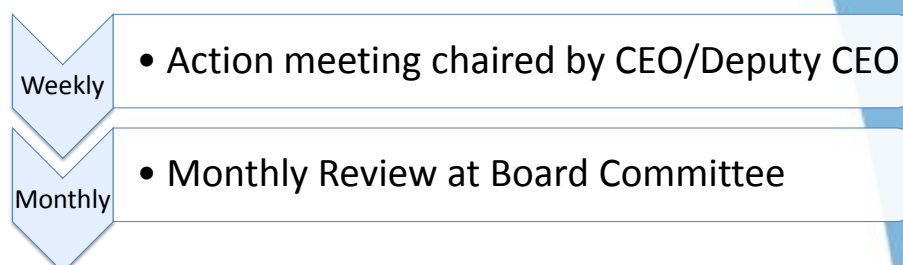 Weekly
• Action meeting chaired by CEO/Deputy CEO
Monthly
• Monthly Review at Board Committee